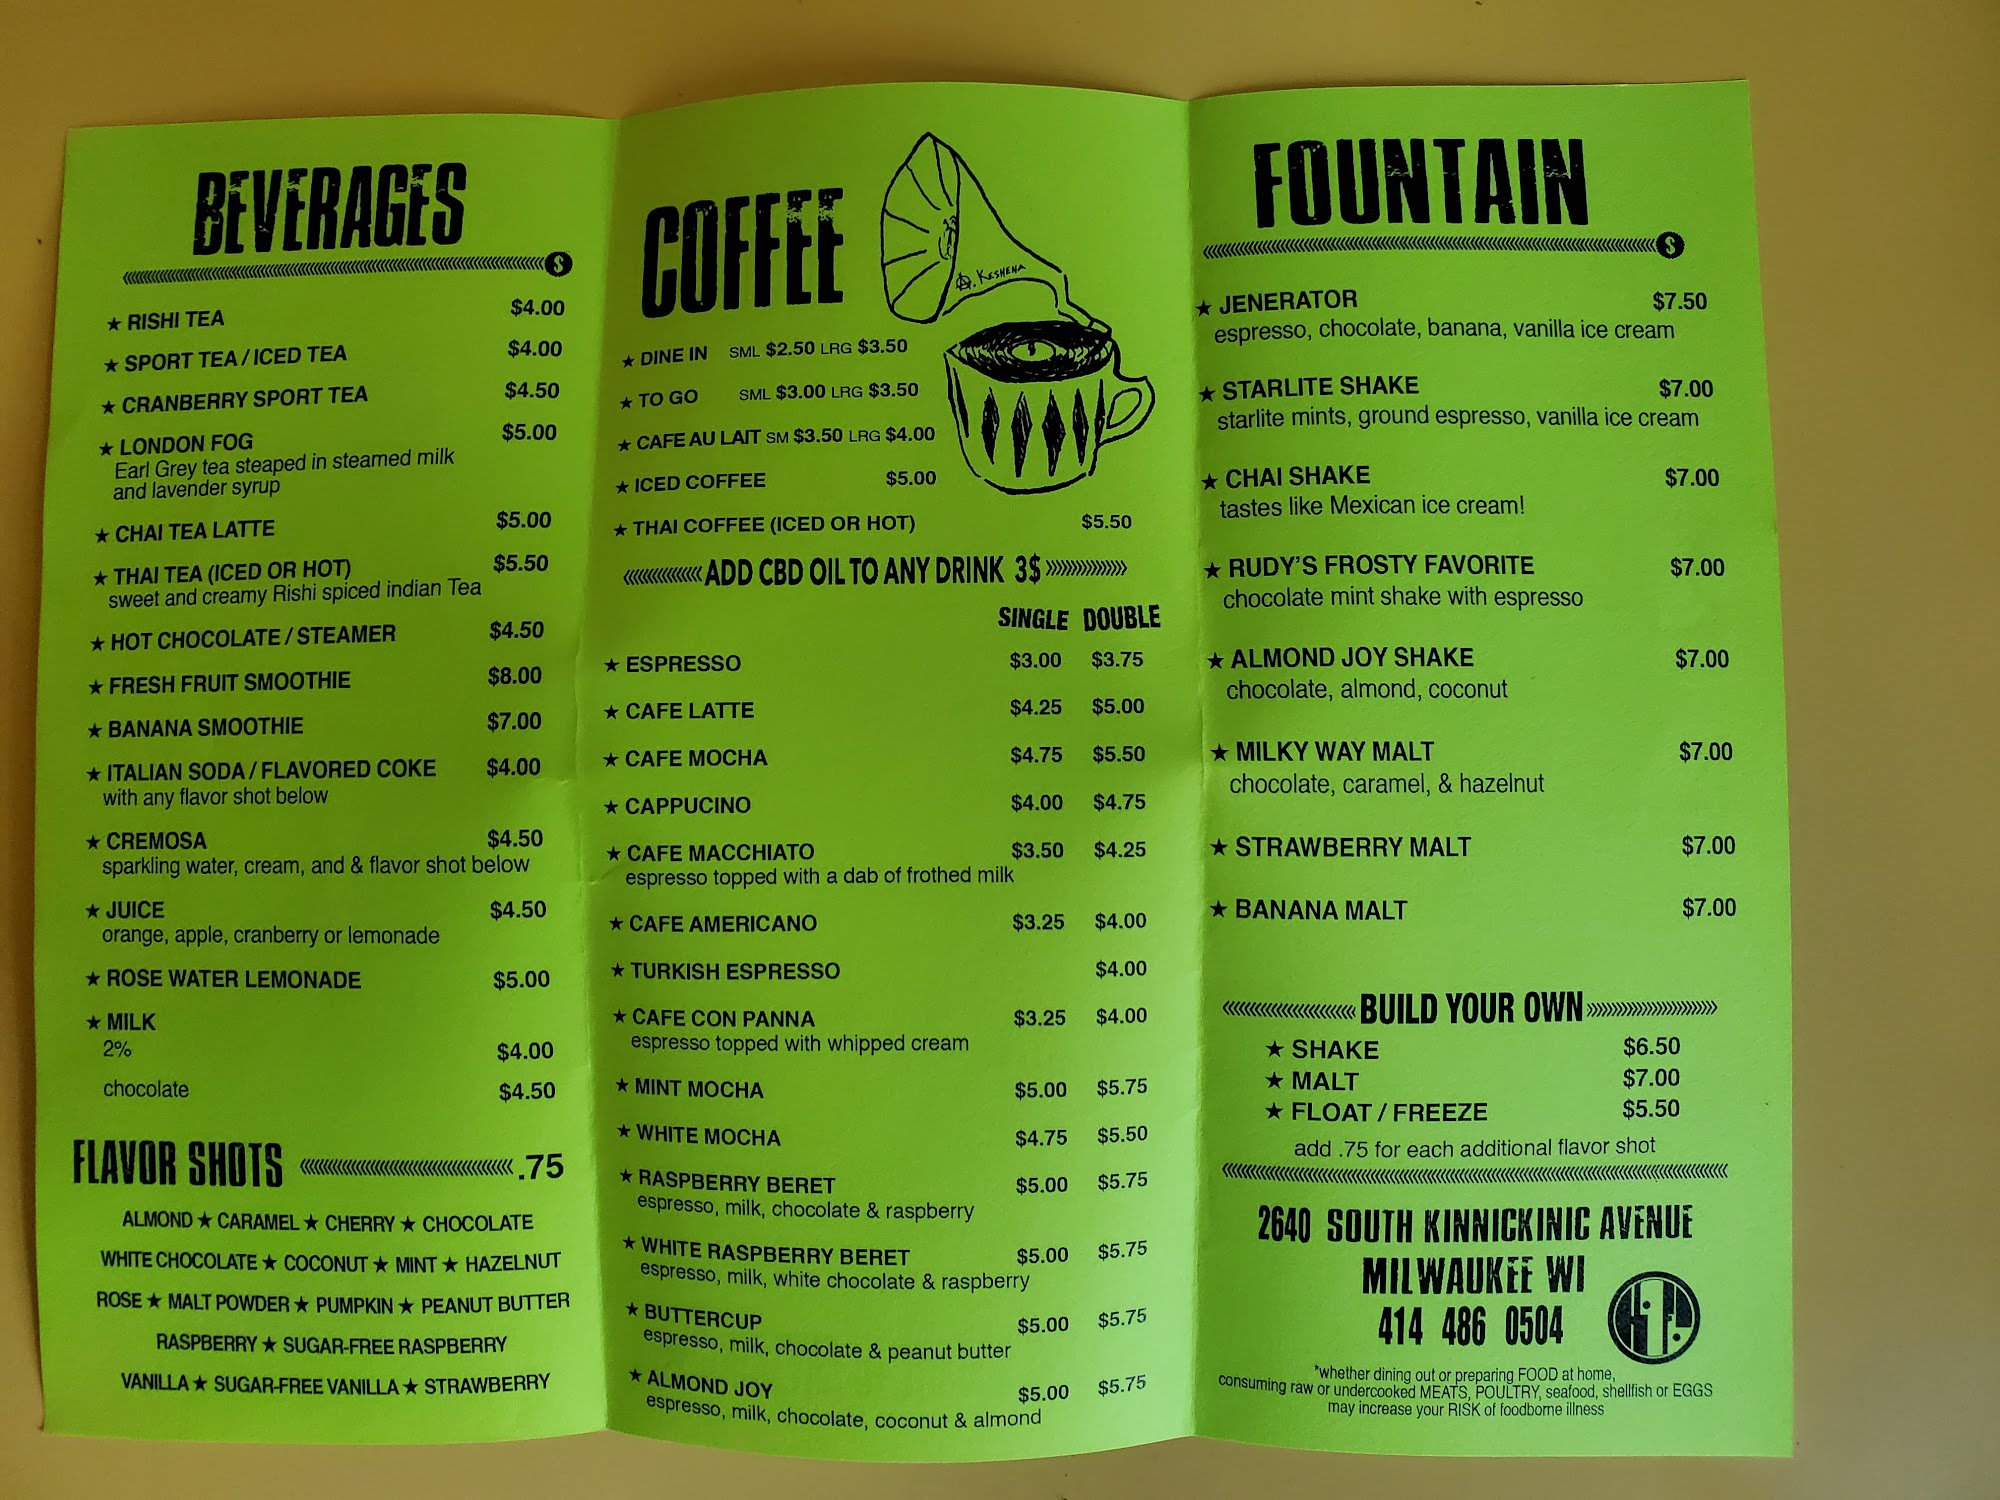 BEVERAGES
$
★ RISHI TEA $4.00
★ SPORT TEA / ICED TEA $4.00
★ CRANBERRY SPORT TEA $4.50
★ LONDON FOG $5.00
Earl Grey tea steaped in steamed milk
and lavender syrup
★ CHAI TEA LATTE $5.00
★ THAI TEA (ICED OR HOT) $5.50
sweet and creamy Rishi spiced indian Tea
★ HOT CHOCOLATE / STEAMER $4.50
★ FRESH FRUIT SMOOTHIE $8.00
★ BANANA SMOOTHIE $7.00
★ ITALIAN SODA / FLAVORED COKE $4.00
with any flavor shot below
★ CREMOSA $4.50
sparkling water, cream, and & flavor shot below
★ JUICE $4.50
orange, apple, cranberry or lemonade
★ ROSE WATER LEMONADE $5.00
★ MILK
2% $4.00
chocolate $4.50
FLAVOR SHOTS .75
ALMOND ★ CARAMEL ★ CHERRY ★ CHOCOLATE
WHITE CHOCOLATE ★ COCONUT ★ MINT ★ HAZELNUT
ROSE ★ MALT POWDER ★ PUMPKIN ★ PEANUT BUTTER
RASPBERRY ★ SUGAR-FREE RASPBERRY
VANILLA ★ SUGAR-FREE VANILLA ★ STRAWBERRY
COFFEE
A. KESHENA
★ DINE IN SML $2.50 LRG $3.50
★ TO GO SML $3.00 LRG $3.50
★ CAFE AU LAIT SM $3.50 LRG $4.00
★ ICED COFFEE $5.00
★ THAI COFFEE (ICED OR HOT) $5.50
ADD CBD OIL TO ANY DRINK 3$
SINGLE DOUBLE
★ ESPRESSO $3.00 $3.75
★ CAFE LATTE $4.25 $5.00
★ CAFE MOCHA $4.75 $5.50
★ CAPPUCINO $4.00 $4.75
★ CAFE MACCHIATO $3.50 $4.25
espresso topped with a dab of frothed milk
★ CAFE AMERICANO $3.25 $4.00
★ TURKISH ESPRESSO $4.00
★ CAFE CON PANNA $3.25 $4.00
espresso topped with whipped cream
★ MINT MOCHA $5.00 $5.75
★ WHITE MOCHA $4.75 $5.50
★ RASPBERRY BERET $5.00 $5.75
espresso, milk, chocolate & raspberry
★ WHITE RASPBERRY BERET $5.00 $5.75
espresso, milk, white chocolate & raspberry
★ BUTTERCUP $5.00 $5.75
espresso, milk, chocolate & peanut butter
★ ALMOND JOY $5.00 $5.75
espresso, milk, chocolate, coconut & almond
FOUNTAIN
$
★ JENERATOR $7.50
espresso, chocolate, banana, vanilla ice cream
★ STARLITE SHAKE $7.00
starlite mints, ground espresso, vanilla ice cream
★ CHAI SHAKE $7.00
tastes like Mexican ice cream!
★ RUDY'S FROSTY FAVORITE $7.00
chocolate mint shake with espresso
★ ALMOND JOY SHAKE $7.00
chocolate, almond, coconut
★ MILKY WAY MALT $7.00
chocolate, caramel, & hazelnut
★ STRAWBERRY MALT $7.00
★ BANANA MALT $7.00
BUILD YOUR OWN
★ SHAKE $6.50
★ MALT $7.00
★ FLOAT / FREEZE $5.50
add .75 for each additional flavor shot
2640 SOUTH KINNICKINIC AVENUE
MILWAUKEE WI
414 486 0504
*whether dining out or preparing FOOD at home,
consuming raw or undercooked MEATS, POULTRY, seafood, shellfish or EGGS
may increase your RISK of foodborne illness